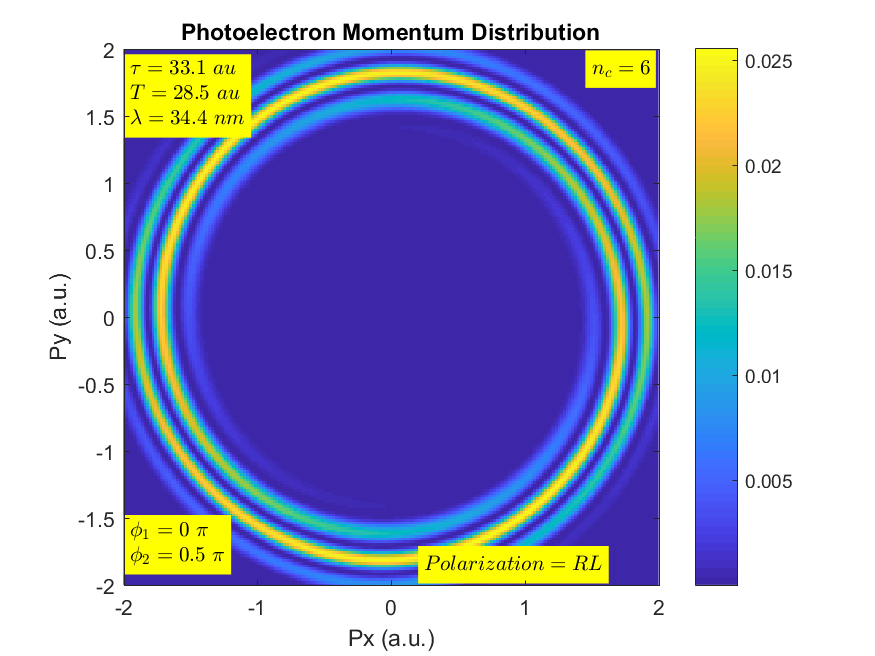 Photoelectron Momentum Distribution
τ = 33.1 au
T = 28.5 au
λ = 34.4 nm
n_c = 6
ϕ₁ = 0 π
ϕ₂ = 0.5 π
Polarization = RL
2
1.5
1
0.5
0
-0.5
-1
-1.5
-2
Py (a.u.)
-2
-1
0
1
2
Px (a.u.)
0.025
0.02
0.015
0.01
0.005